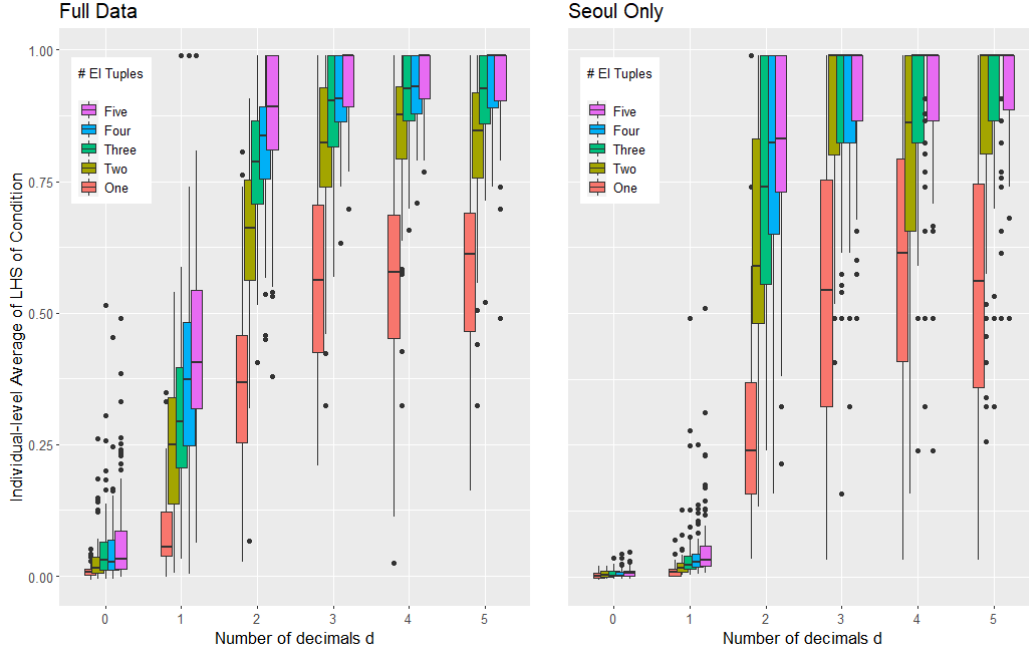 Full Data
Seoul Only
Individual-level Average of LHS of Condition
1.00
0.75
0.50
0.25
0.00
# EI Tuples
Five
Four
Three
Two
One
0 1 2 3 4 5
Number of decimals d
# EI Tuples
Five
Four
Three
Two
One
0 1 2 3 4 5
Number of decimals d